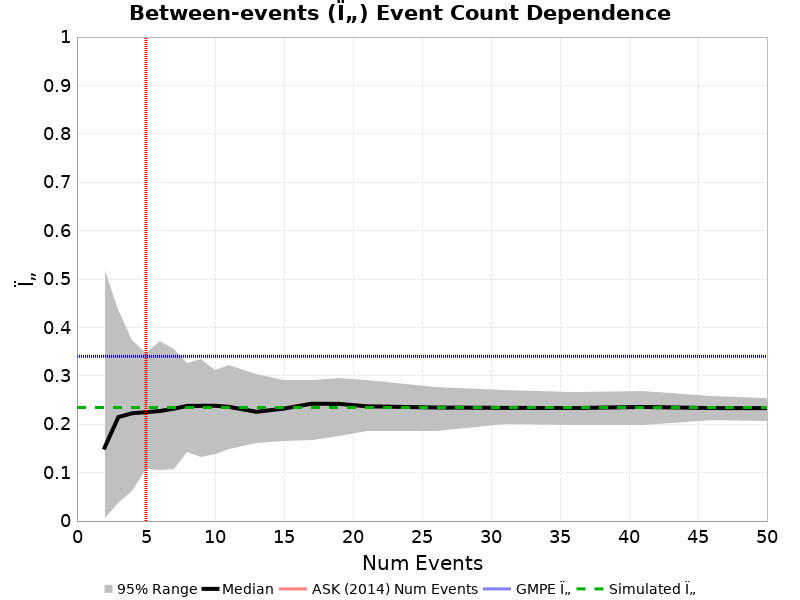 Between-events (Ï„) Event Count Dependence
1
0.9
0.8
0.7
0.6
0.5
0.4
0.3
0.2
0.1
0
Ï„
0 5 10 15 20 25 30 35 40 45 50
Num Events
95% Range Median ASK (2014) Num Events GMPE Ï„ Simulated Ï„